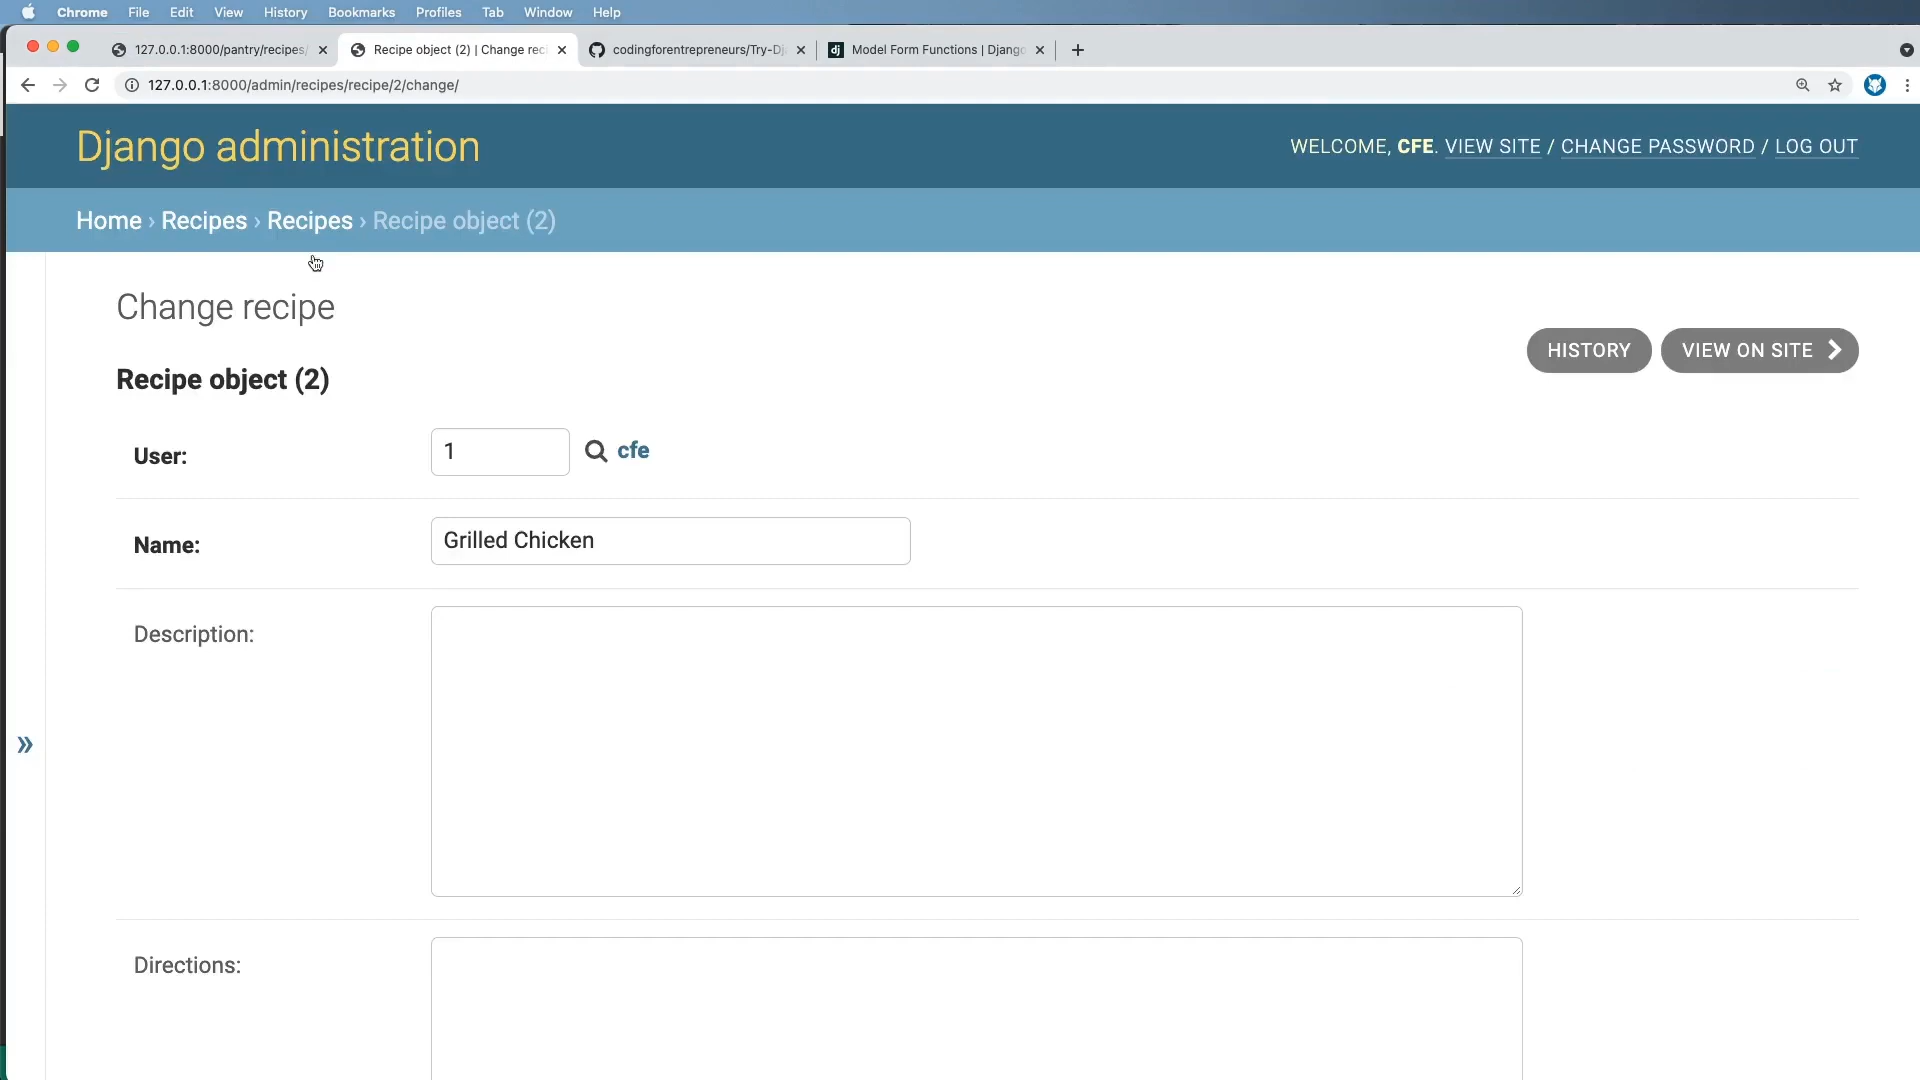 Chrome File Edit View History Bookmarks Profiles Tab Window Help
127.0.0.1:8000/pantry/recipes/ Recipe object (2) | Change reci codingforentrepreneurs/Try-Dj Model Form Functions | Django
127.0.0.1:8000/admin/recipes/recipe/2/change/
Django administration
WELCOME, CFE. VIEW SITE / CHANGE PASSWORD / LOG OUT
Home › Recipes › Recipes › Recipe object (2)
Change recipe
HISTORY VIEW ON SITE
Recipe object (2)
User: 1 cfe
Name: Grilled Chicken
Description:
Directions: